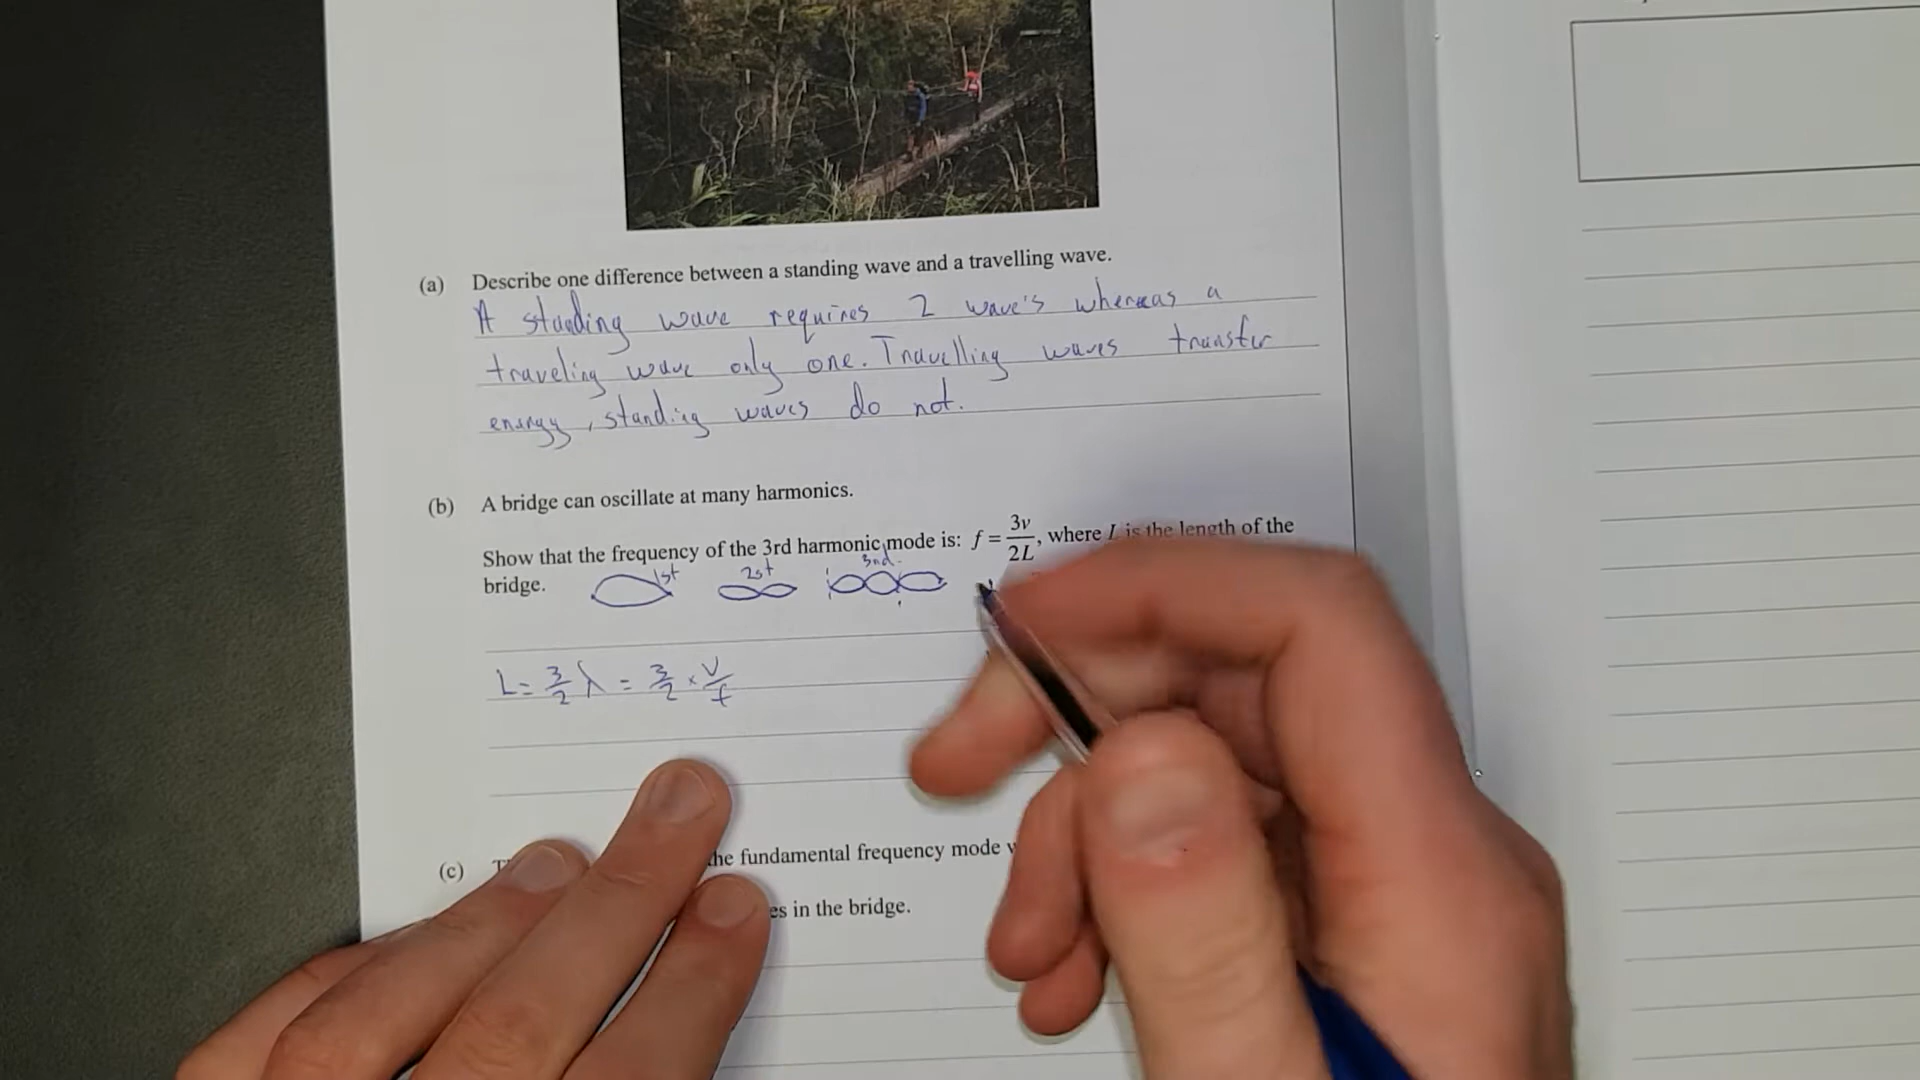 (a) Describe one difference between a standing wave and a travelling wave.
A standing wave requires 2 wave's whereas a
traveling wave only one. Travelling waves transfer
energy, standing waves do not.
(b) A bridge can oscillate at many harmonics.
Show that the frequency of the 3rd harmonic mode is: f = 3v/2L, where L is the length of the
bridge.
1st 2st 3nd
L = 3/2 λ = 3/2 × v/f
(c) he fundamental frequency mode
es in the bridge.